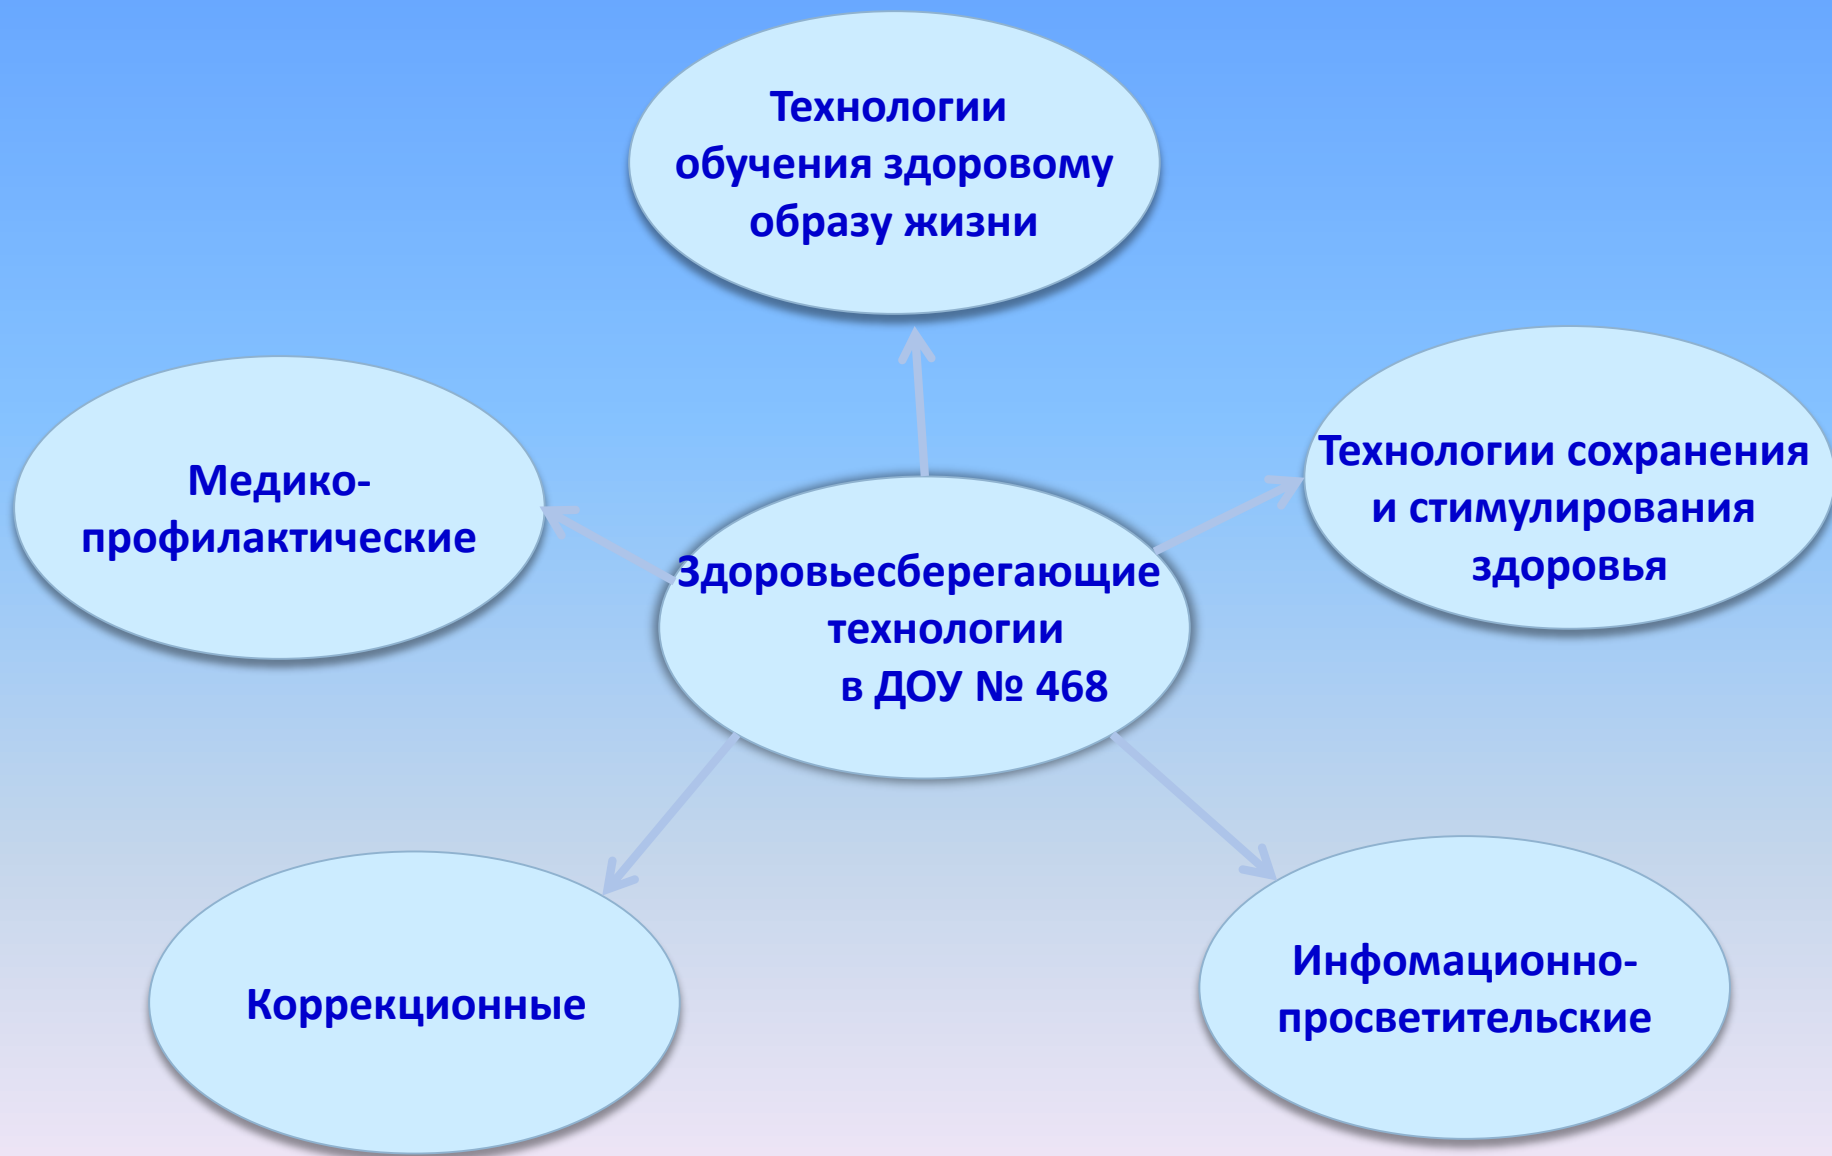 Технологии
обучения здоровому
образу жизни
Медико-
профилактические
Технологии сохранения
и стимулирования
здоровья
Здоровьесберегающие
технологии
в ДОУ № 468
Коррекционные
Инфомационно-
просветительские